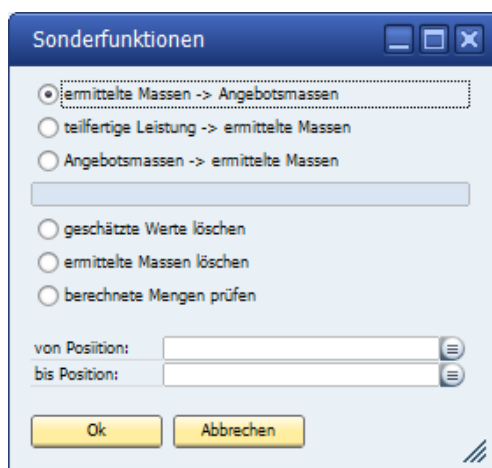 Sonderfunktionen
ermittelte Massen -> Angebotsmassen
teilfertige Leistung -> ermittelte Massen
Angebotsmassen -> ermittelte Massen
geschätzte Werte löschen
ermittelte Massen löschen
berechnete Mengen prüfen
von Posiition:
bis Position:
Ok Abbrechen